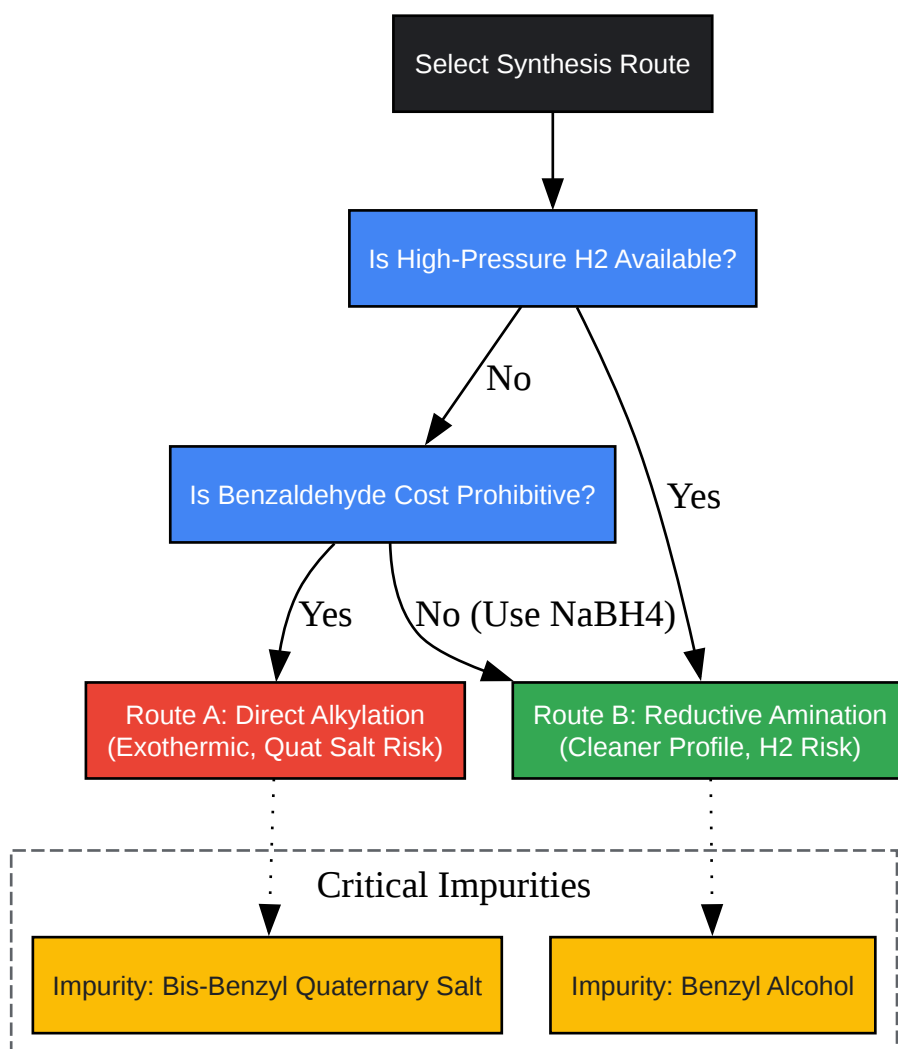 Select Synthesis Route
Is High-Pressure H2 Available?
No
Is Benzaldehyde Cost Prohibitive?
Yes
Yes
No (Use NaBH4)
Route A: Direct Alkylation
(Exothermic, Quat Salt Risk)
Route B: Reductive Amination
(Cleaner Profile, H2 Risk)
Critical Impurities
Impurity: Bis-Benzyl Quaternary Salt
Impurity: Benzyl Alcohol